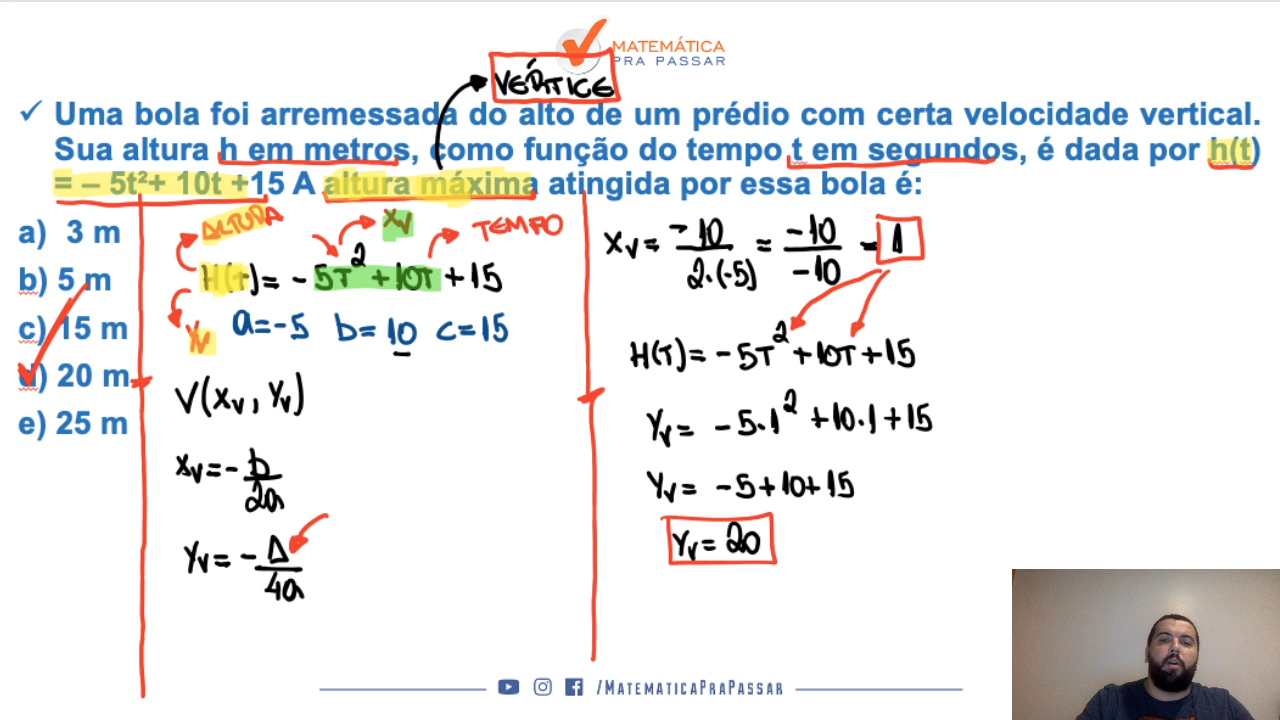 MATEMÁTICA
PRA PASSAR
VÉRTICE
✓ Uma bola foi arremessada do alto de um prédio com certa velocidade vertical.
Sua altura h em metros, como função do tempo t em segundos, é dada por h(t)
= – 5t²+ 10t +15 A altura máxima atingida por essa bola é:
a) 3 m
b) 5 m
c) 15 m
d) 20 m
e) 25 m
ALTURA
Xv
TEMPO
H(T) = -5T² + 10T + 15
Yv
a=-5 b=10 c=15
V(Xv, Yv)
Xv = -b/2a
Yv = -Δ/4a
Xv = -10/2·(-5) = -10/-10 = 1
H(T) = -5T² + 10T + 15
Yv = -5·1² + 10·1 + 15
Yv = -5 + 10 + 15
Yv = 20
/MatematicaPraPassar